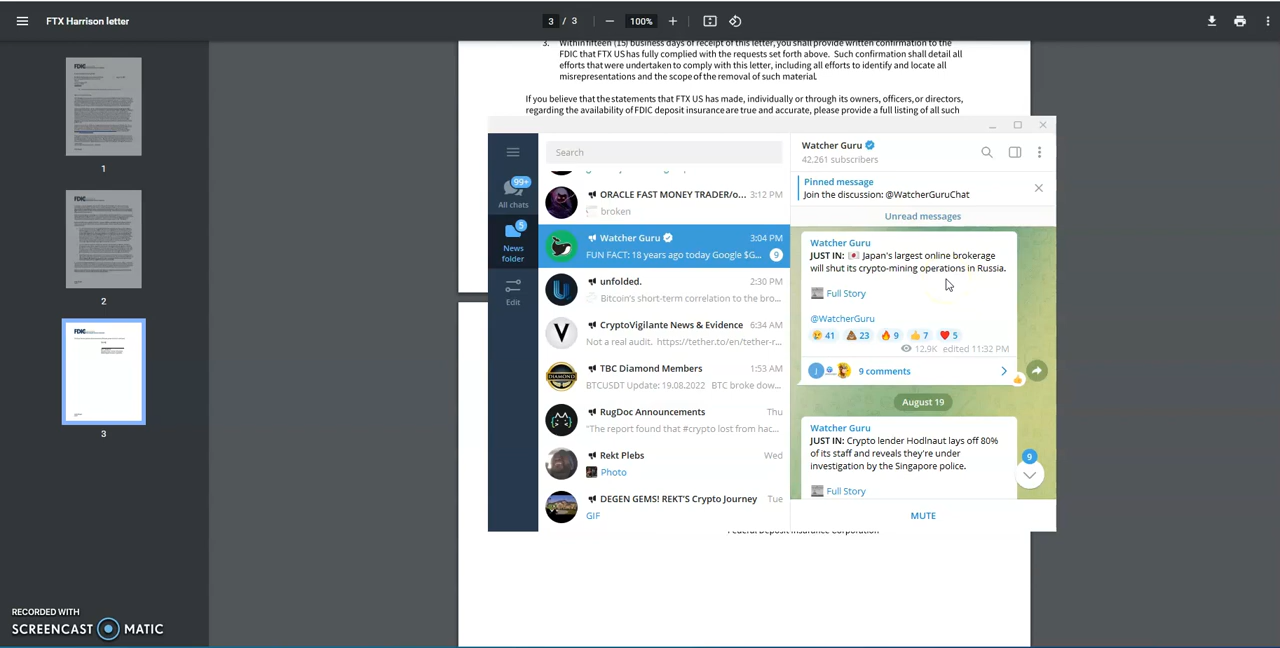 FTX Harrison letter
3 / 3
100%
FDIC
1
FDIC
2
FDIC
3
3. Within fifteen (15) business days of receipt of this letter, you shall provide written confirmation to the
FDIC that FTX US has fully complied with the requests set forth above. Such confirmation shall detail all
efforts that were undertaken to comply with this letter, including all efforts to identify and locate all
misrepresentations and the scope of the removal of such material.
If you believe that the statements that FTX US has made, individually or through its owners, officers, or directors,
regarding the availability of FDIC deposit insurance are true and accurate, please provide a full listing of all such
99+
All chats
5
News
folder
Edit
Search
ORACLE FAST MONEY TRADER/o... 3:12 PM
broken
Watcher Guru 3:04 PM
FUN FACT: 18 years ago today Google $G... 9
unfolded. 2:30 PM
Bitcoin's short-term correlation to the bro...
CryptoVigilante News & Evidence 6:34 AM
Not a real audit. https://tether.to/en/tether-r...
TBC Diamond Members 1:53 AM
BTCUSDT Update: 19.08.2022 BTC broke dow...
RugDoc Announcements Thu
"The report found that #crypto lost from hac...
Rekt Plebs Wed
Photo
DEGEN GEMS! REKT'S Crypto Journey Tue
GIF
Watcher Guru
42,261 subscribers
Pinned message
Join the discussion: @WatcherGuruChat
Unread messages
Watcher Guru
JUST IN: Japan's largest online brokerage
will shut its crypto-mining operations in Russia.
Full Story
@WatcherGuru
41 23 9 7 5
12.9K edited 11:32 PM
9 comments
August 19
Watcher Guru
JUST IN: Crypto lender Hodlnaut lays off 80%
of its staff and reveals they're under
investigation by the Singapore police.
Full Story
9
MUTE
Federal Deposit Insurance Corporation
RECORDED WITH
SCREENCAST MATIC